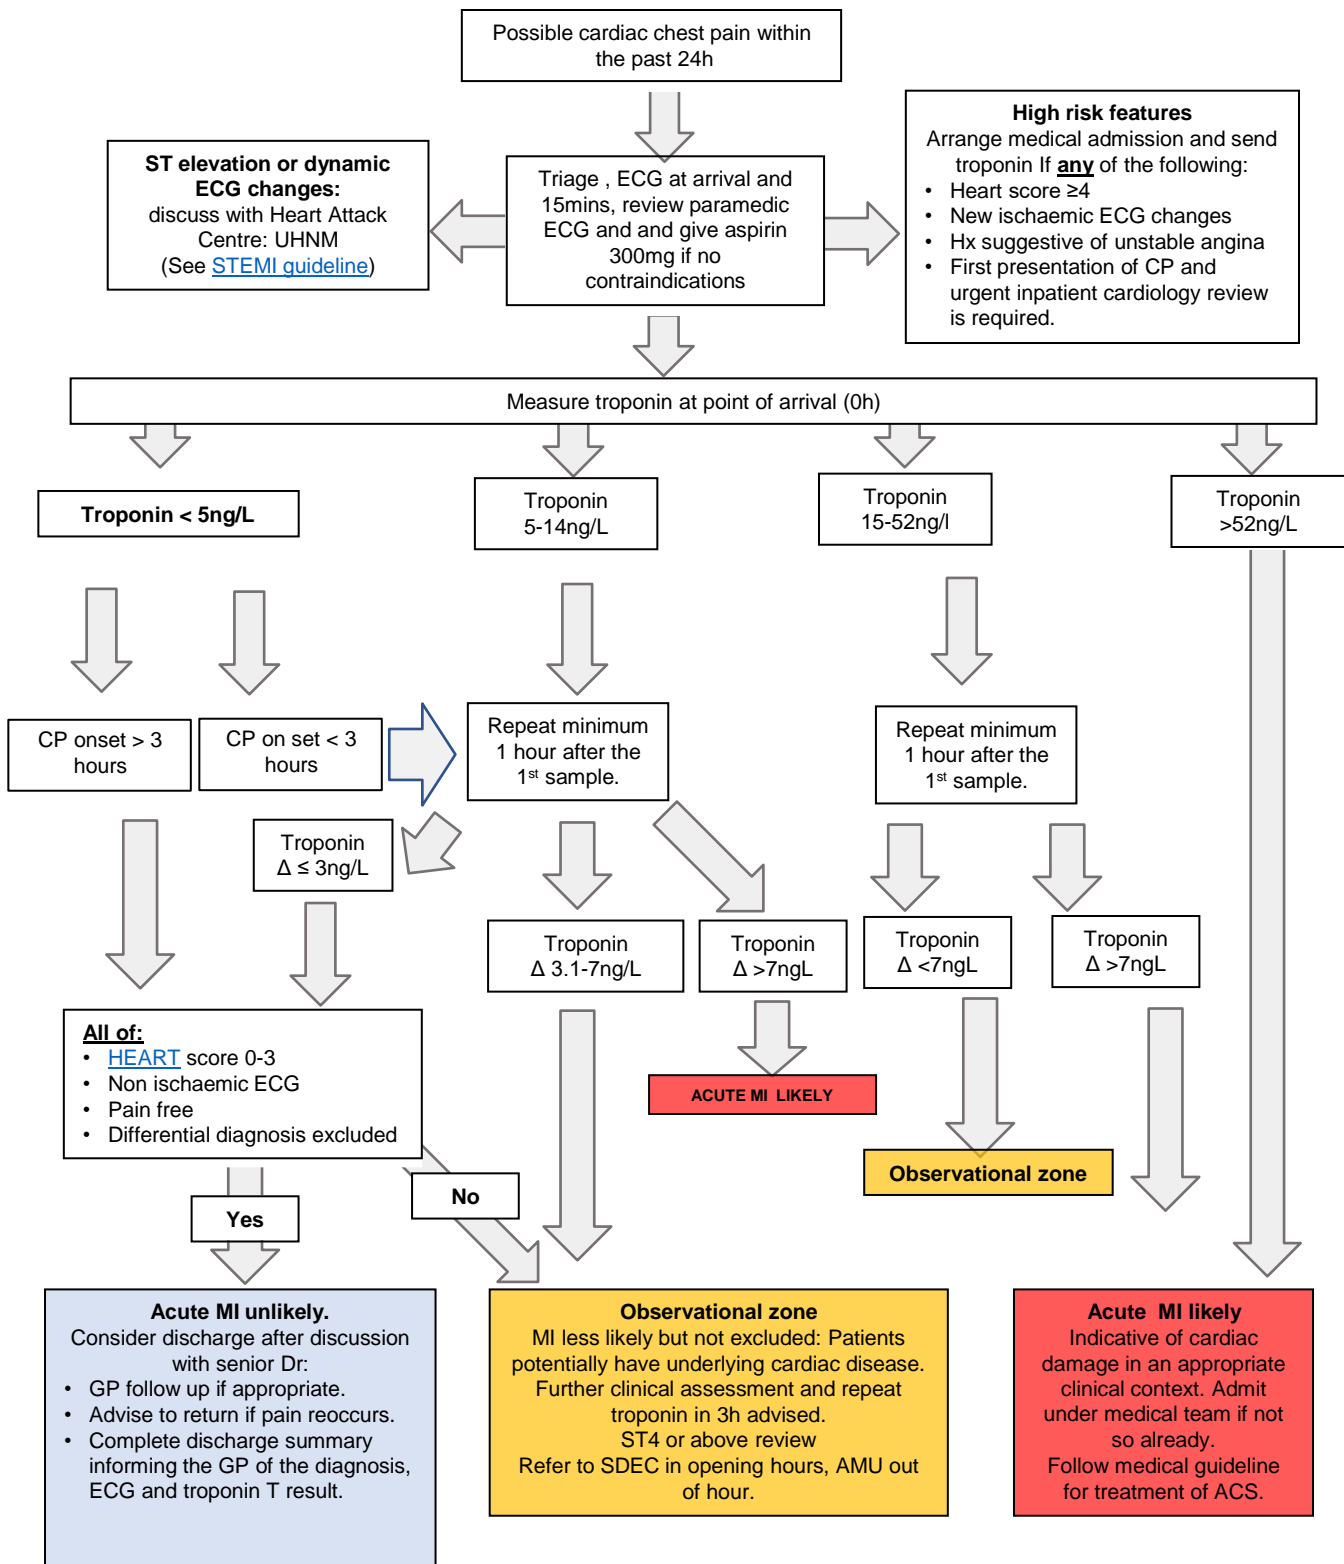 Possible cardiac chest pain within
the past 24h
ST elevation or dynamic
ECG changes:
discuss with Heart Attack
Centre: UHNM
(See STEMI guideline)
Triage , ECG at arrival and
15mins, review paramedic
ECG and and give aspirin
300mg if no
contraindications
High risk features
Arrange medical admission and send
troponin If any of the following:
• Heart score ≥4
• New ischaemic ECG changes
• Hx suggestive of unstable angina
• First presentation of CP and
urgent inpatient cardiology review
is required.
Measure troponin at point of arrival (0h)
Troponin < 5ng/L
Troponin
5-14ng/L
Troponin
15-52ng/l
Troponin
>52ng/L
CP onset > 3
hours
CP on set < 3
hours
Repeat minimum
1 hour after the
1st sample.
Repeat minimum
1 hour after the
1st sample.
Troponin
Δ ≤ 3ng/L
Troponin
Δ 3.1-7ng/L
Troponin
Δ >7ngL
Troponin
Δ <7ngL
Troponin
Δ >7ngL
All of:
• HEART score 0-3
• Non ischaemic ECG
• Pain free
• Differential diagnosis excluded
ACUTE MI LIKELY
Observational zone
Yes
No
Acute MI unlikely.
Consider discharge after discussion
with senior Dr:
• GP follow up if appropriate.
• Advise to return if pain reoccurs.
• Complete discharge summary
informing the GP of the diagnosis,
ECG and troponin T result.
Observational zone
MI less likely but not excluded: Patients
potentially have underlying cardiac disease.
Further clinical assessment and repeat
troponin in 3h advised.
ST4 or above review
Refer to SDEC in opening hours, AMU out
of hour.
Acute MI likely
Indicative of cardiac
damage in an appropriate
clinical context. Admit
under medical team if not
so already.
Follow medical guideline
for treatment of ACS.